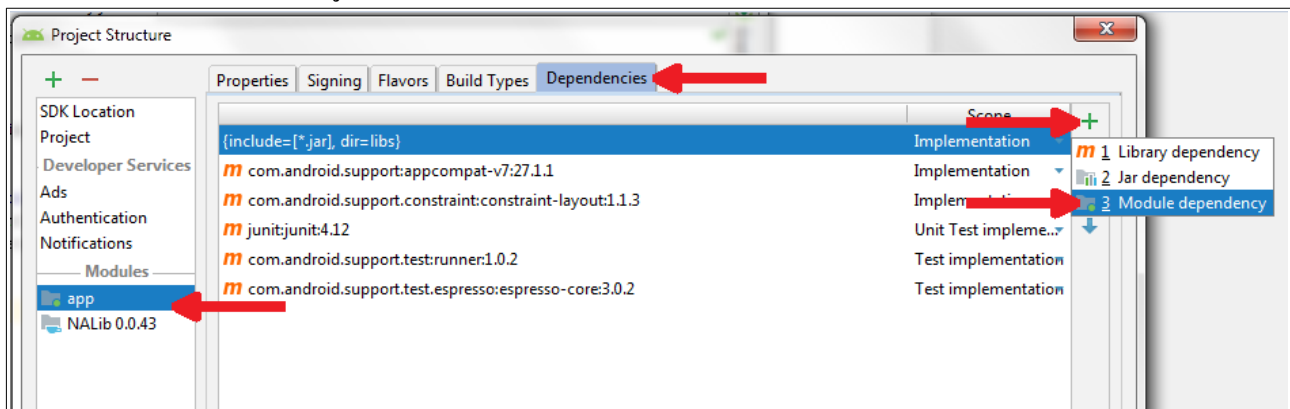 Project Structure
Properties Signing Flavors Build Types Dependencies
SDK Location
Project
Developer Services
Ads
Authentication
Notifications
Modules
app
NALib 0.0.43
Scope
{include=[*.jar], dir=libs} Implementation
m com.android.support:appcompat-v7:27.1.1 Implementation
m com.android.support.constraint:constraint-layout:1.1.3
m junit:junit:4.12 Unit Test impleme...
m com.android.support.test:runner:1.0.2 Test implementation
m com.android.support.test.espresso:espresso-core:3.0.2 Test implementation
m 1 Library dependency
2 Jar dependency
3 Module dependency